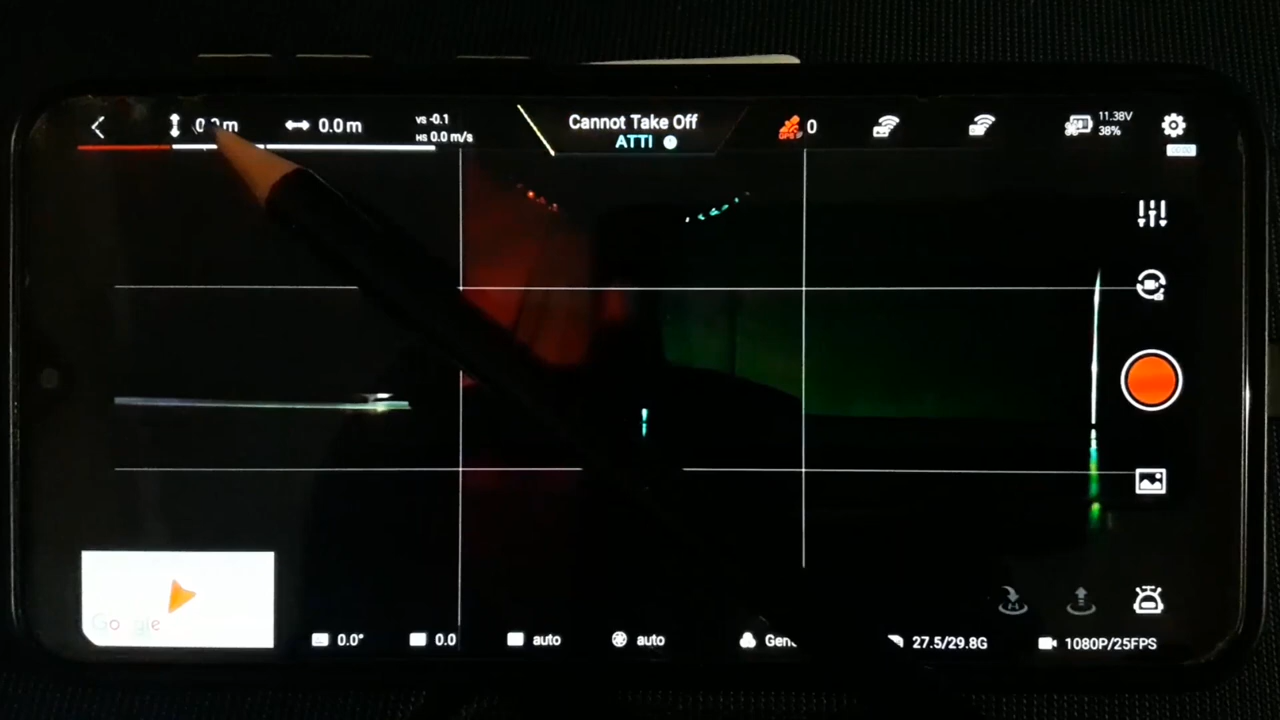 0.0 m
VS -0.1
HS 0.0 m/s
Cannot Take Off
ATTI
0
11.38V
38%
0.0°
0.0
auto
auto
27.5/29.8G
1080P/25FPS